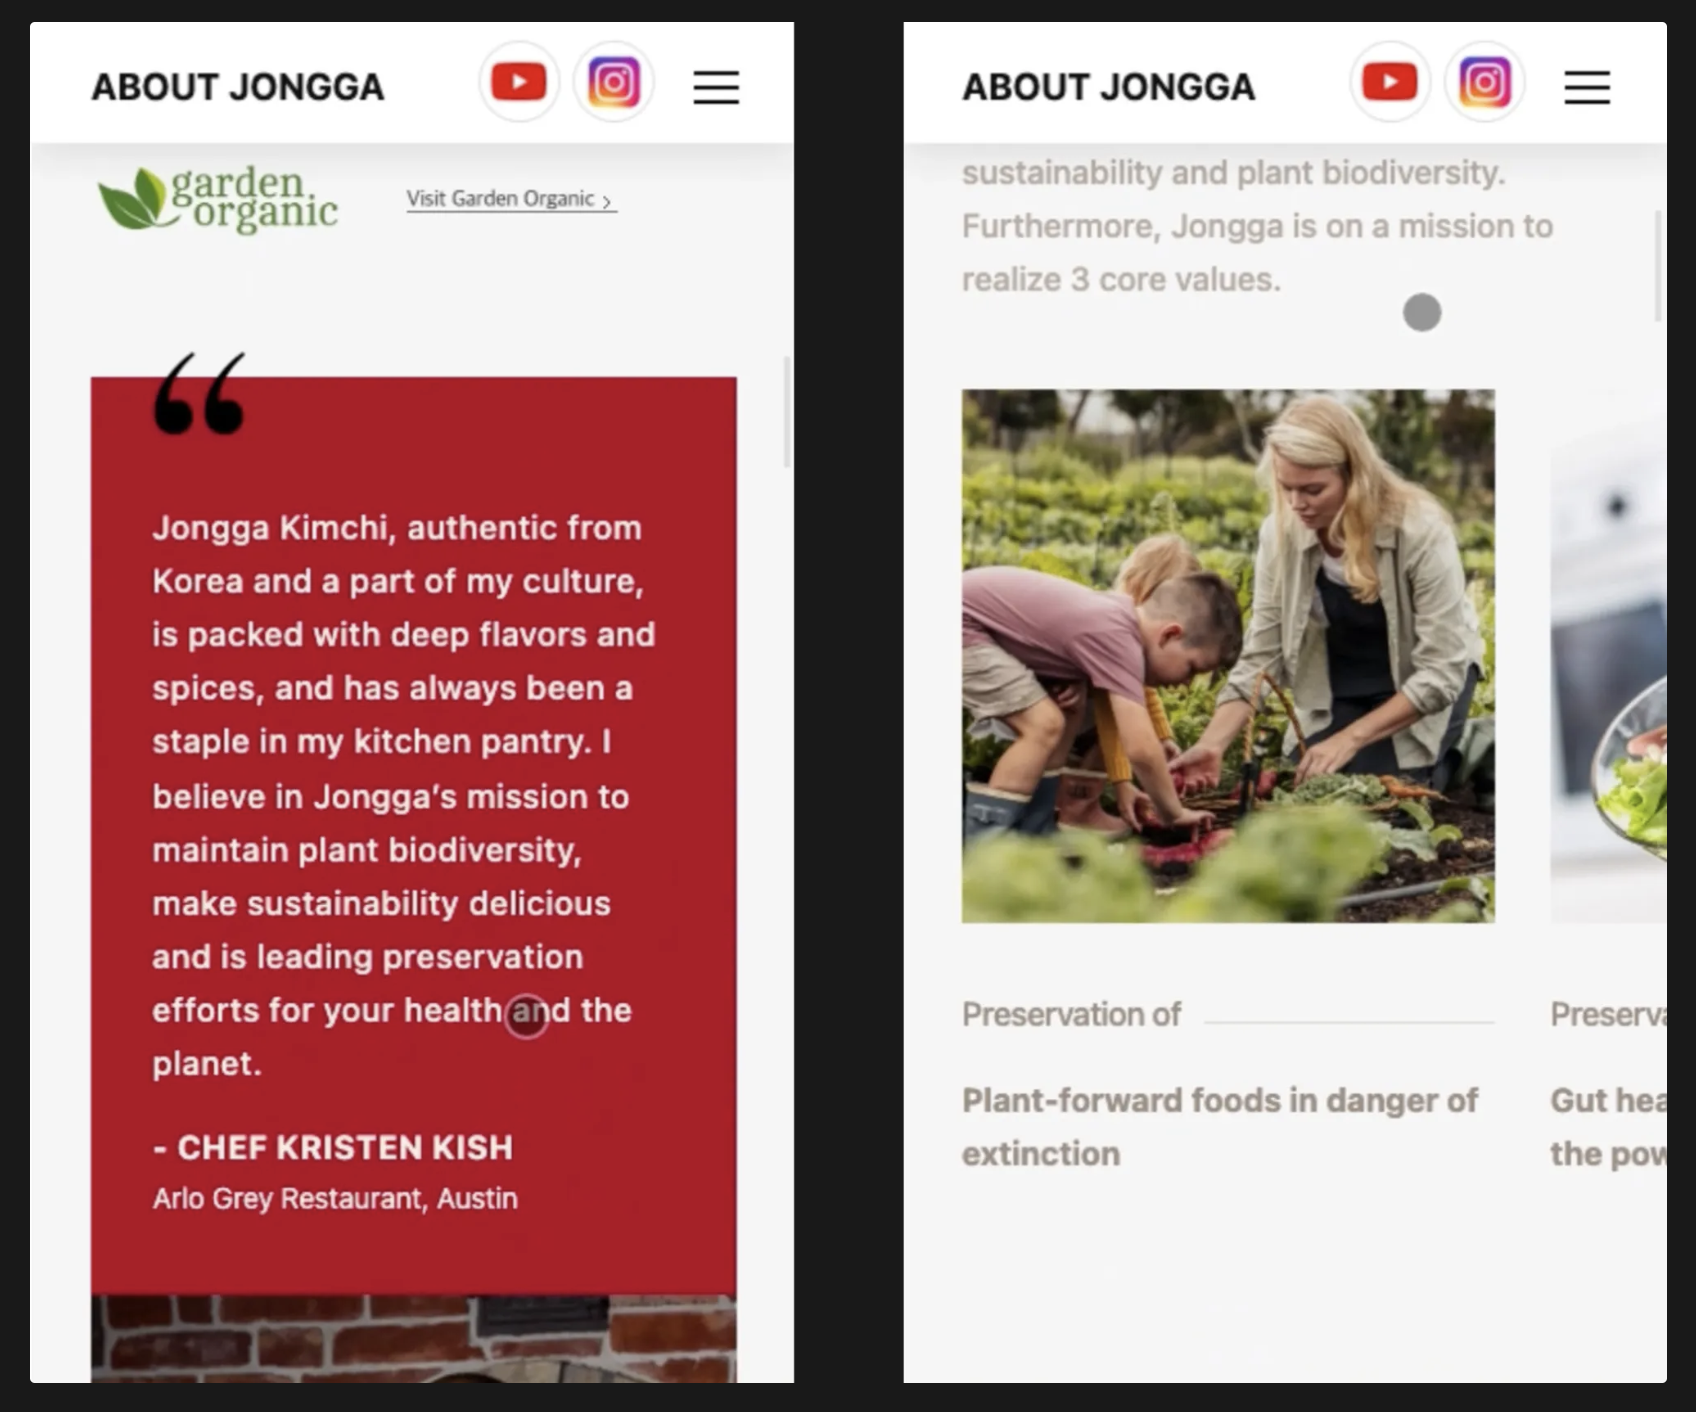 ABOUT JONGGA
garden.
organic
Visit Garden Organic >
“
Jongga Kimchi, authentic from
Korea and a part of my culture,
is packed with deep flavors and
spices, and has always been a
staple in my kitchen pantry. I
believe in Jongga's mission to
maintain plant biodiversity,
make sustainability delicious
and is leading preservation
efforts for your health and the
planet.
- CHEF KRISTEN KISH
Arlo Grey Restaurant, Austin
ABOUT JONGGA
sustainability and plant biodiversity.
Furthermore, Jongga is on a mission to
realize 3 core values.
Preservation of
Plant-forward foods in danger of
extinction
Preserva
Gut hea
the pow